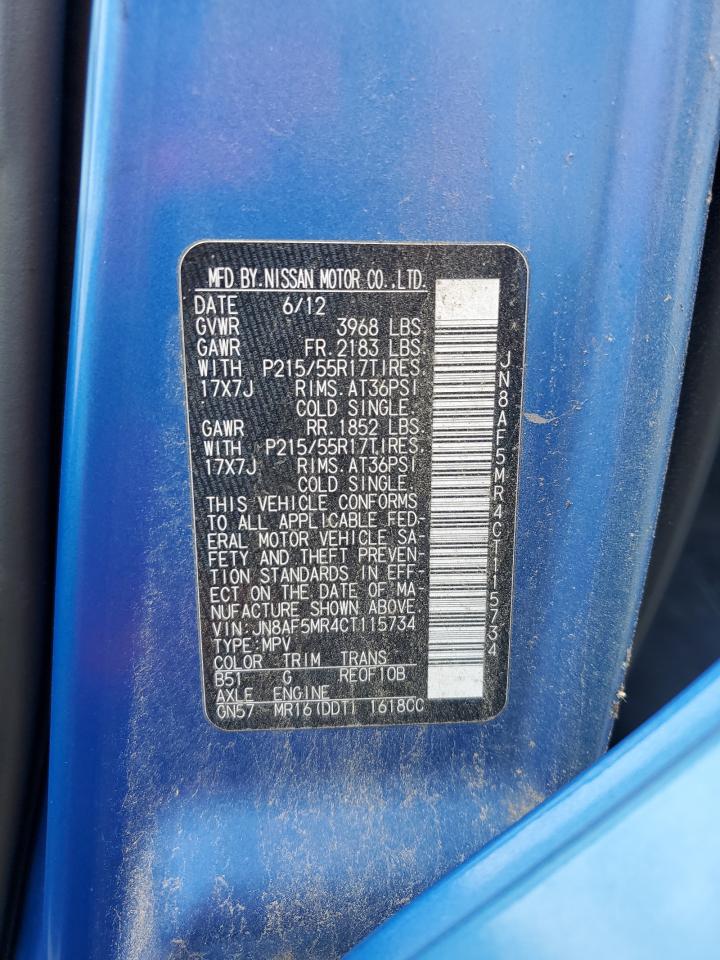 MFD.BY.NISSAN MOTOR CO.,LTD.
DATE 6/12
GVWR 3968 LBS.
GAWR FR.2183 LBS.
WITH P215/55R17TIRES.
17X7J RIMS.AT36PSI
COLD SINGLE.
GAWR RR.1852 LBS.
WITH P215/55R17TIRES.
17X7J RIMS.AT36PSI
COLD SINGLE.
THIS VEHICLE CONFORMS
TO ALL APPLICABLE FED-
ERAL MOTOR VEHICLE SA-
FETY AND THEFT PREVEN-
TION STANDARDS IN EFF
ECT ON THE DATE OF MA-
NUFACTURE SHOWN ABOVE.
VIN:JN8AF5MR4CT115734
TYPE:MPV
COLOR TRIM TRANS
B51 G RE0F10B
AXLE ENGINE
GN57 MR16(DDT) 1618CC
JN8AF5MR4CT115734